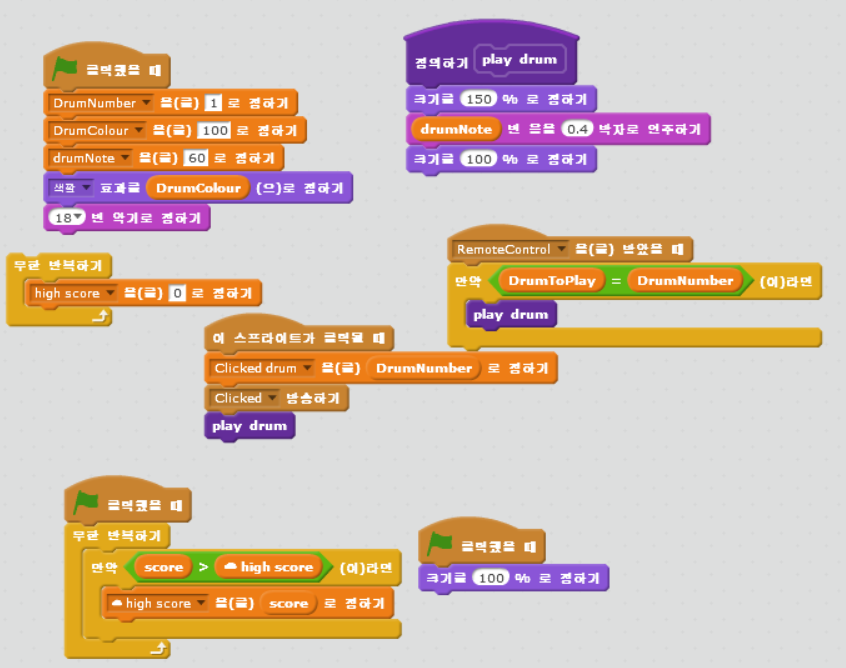 클릭했을 때
DrumNumber 을(를) 1 로 정하기
DrumColour 을(를) 100 로 정하기
drumNote 을(를) 60 로 정하기
색깔 효과를 DrumColour (으)로 정하기
18 번 악기로 정하기
무한 반복하기
high score 을(를) 0 로 정하기
정의하기 play drum
크기를 150 % 로 정하기
drumNote 번 음을 0.4 박자로 연주하기
크기를 100 % 로 정하기
RemoteControl 을(를) 받았을 때
만약 DrumToPlay = DrumNumber (이)라면
play drum
이 스프라이트가 클릭될 때
Clicked drum 을(를) DrumNumber 로 정하기
Clicked 방송하기
play drum
클릭했을 때
무한 반복하기
만약 score > high score (이)라면
high score 을(를) score 로 정하기
클릭했을 때
크기를 100 % 로 정하기